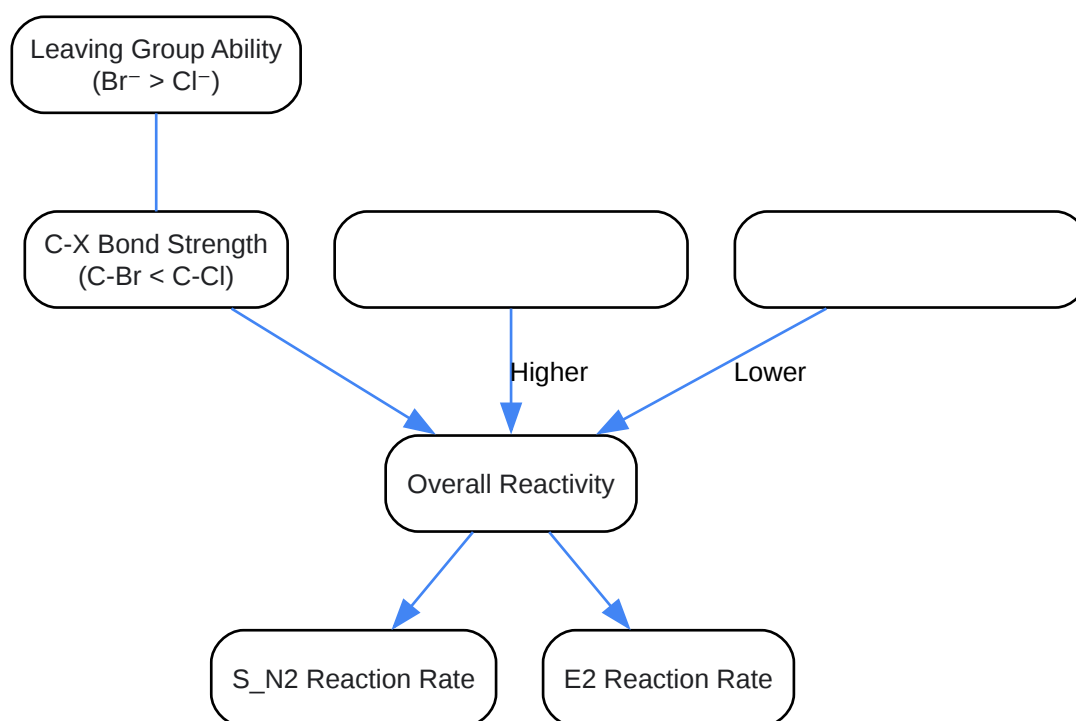 Leaving Group Ability
(Br⁻ > Cl⁻)
C-X Bond Strength
(C-Br < C-Cl)
Higher
Lower
Overall Reactivity
S_N2 Reaction Rate
E2 Reaction Rate